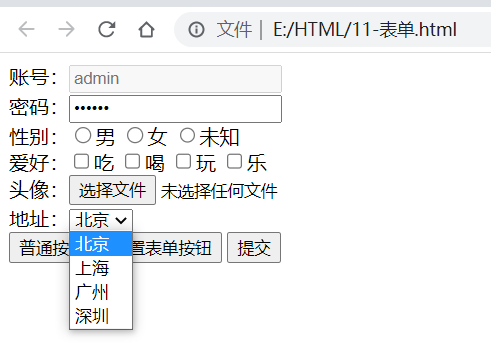 文件 | E:/HTML/11-表单.html
账号: admin
密码: ••••••
性别: 男 女 未知
爱好: 吃 喝 玩 乐
头像: 选择文件 未选择任何文件
地址: 北京
北京
普通按 置表单按钮 提交
上海
广州
深圳